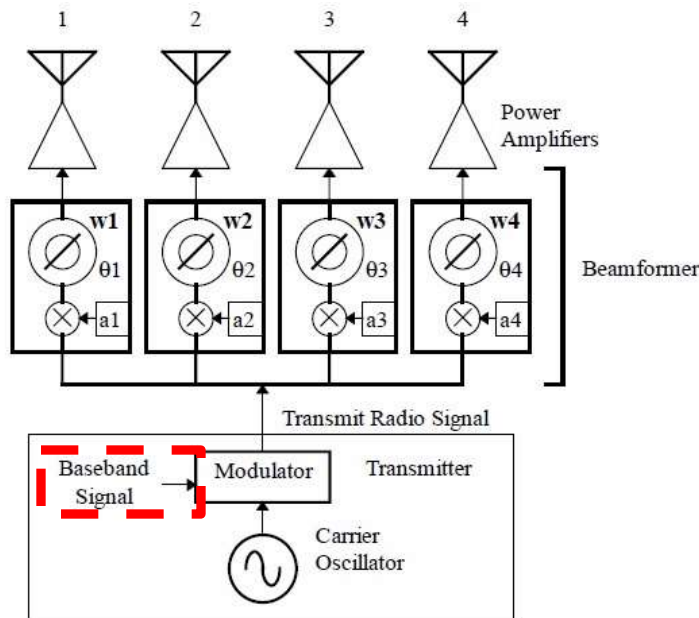 1 2 3 4
Power
Amplifiers
w1 w2 w3 w4
θ1 θ2 θ3 θ4
Beamformer
a1 a2 a3 a4
Transmit Radio Signal
Baseband
Signal
Modulator
Transmitter
Carrier
Oscillator